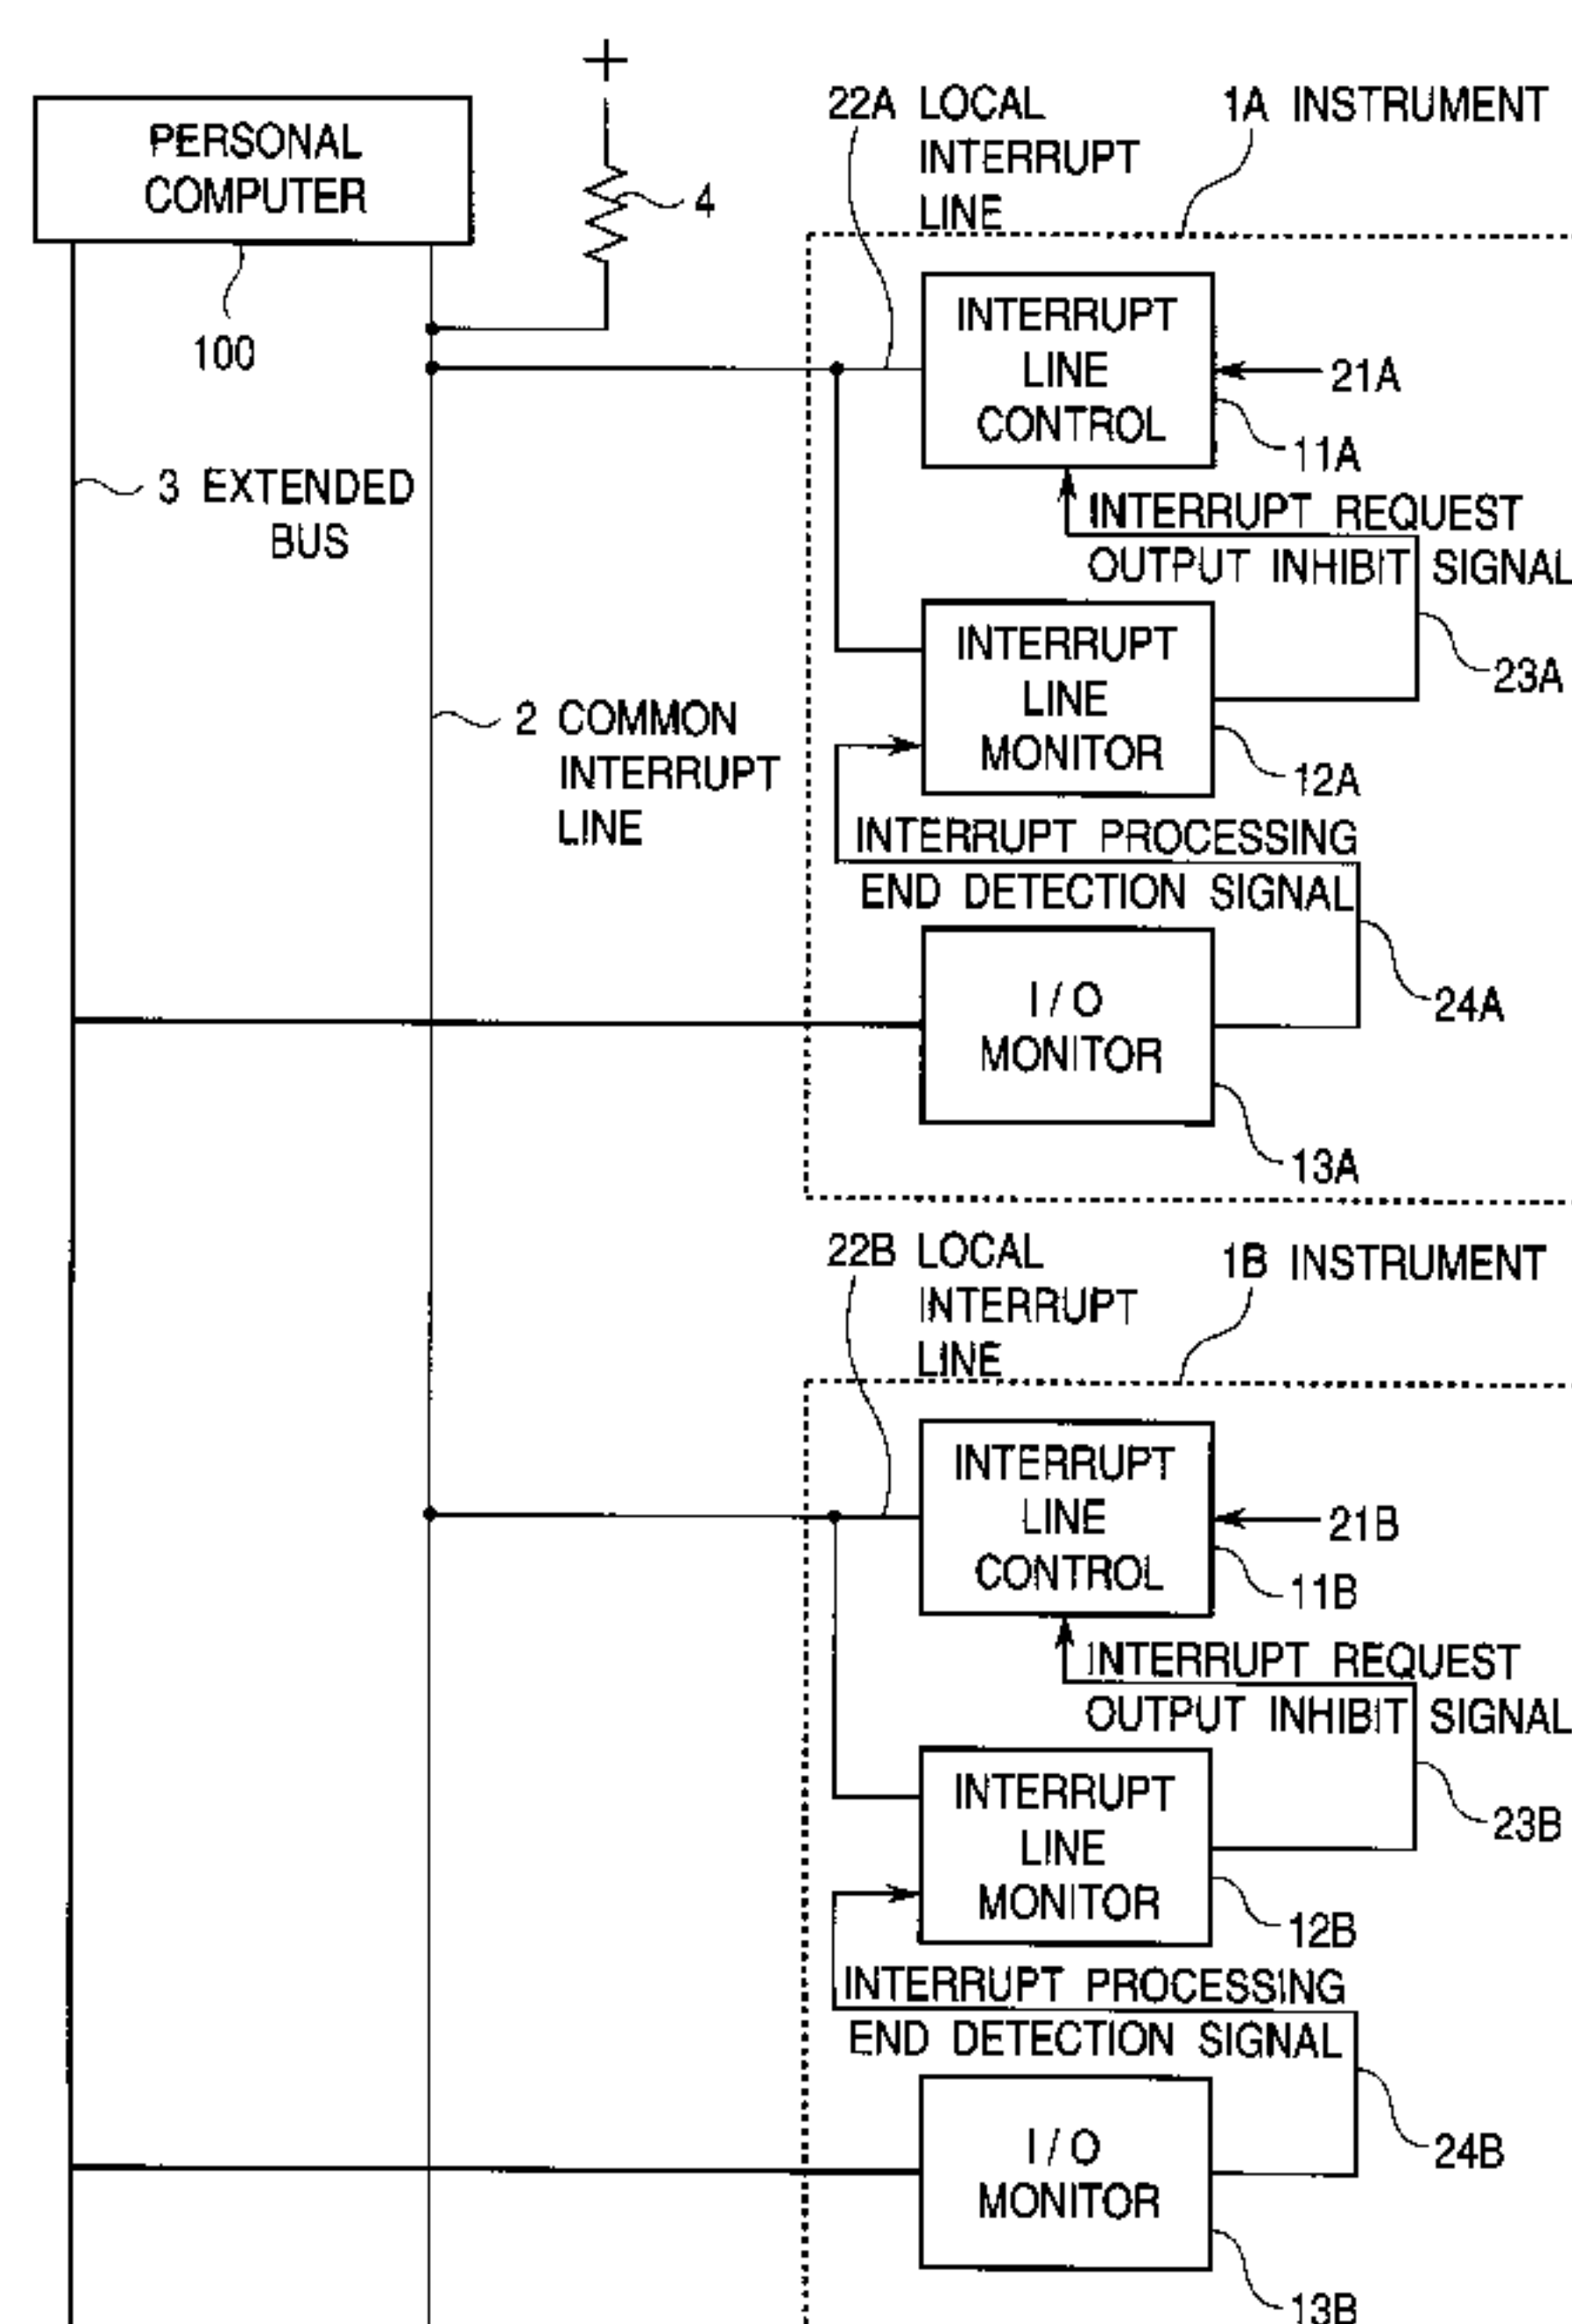 +
PERSONAL
COMPUTER
100
4
22A LOCAL
INTERRUPT
LINE
1A INSTRUMENT
INTERRUPT
LINE
CONTROL
21A
11A
3 EXTENDED
BUS
INTERRUPT REQUEST
OUTPUT INHIBIT SIGNAL
23A
2 COMMON
INTERRUPT
LINE
INTERRUPT
LINE
MONITOR
12A
INTERRUPT PROCESSING
END DETECTION SIGNAL
24A
I / O
MONITOR
13A
22B LOCAL
INTERRUPT
LINE
1B INSTRUMENT
INTERRUPT
LINE
CONTROL
21B
11B
INTERRUPT REQUEST
OUTPUT INHIBIT SIGNAL
23B
INTERRUPT
LINE
MONITOR
12B
INTERRUPT PROCESSING
END DETECTION SIGNAL
24B
I / O
MONITOR
13B